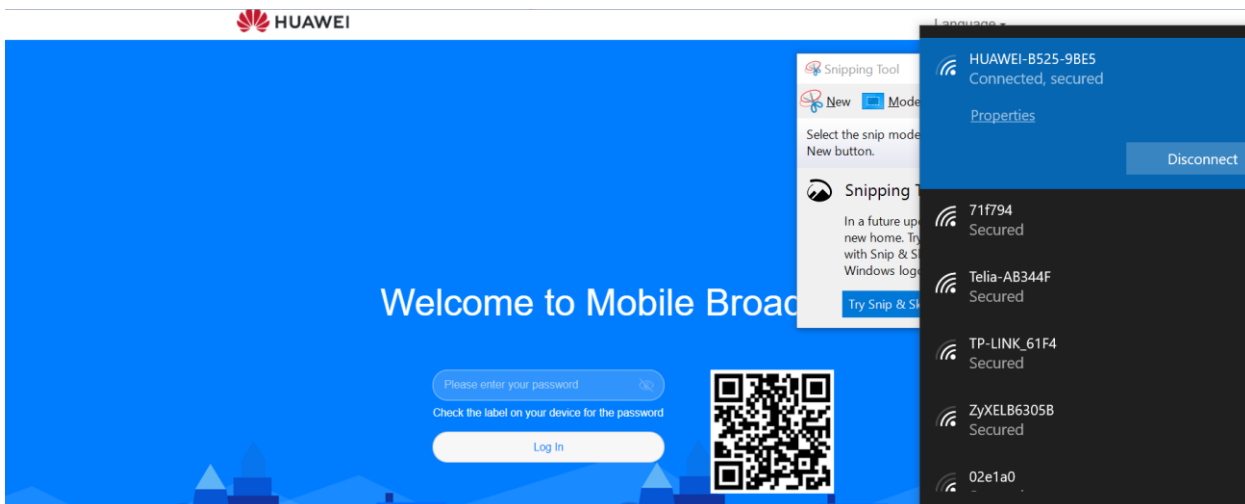 HUAWEI
Language
Welcome to Mobile Broad
Please enter your password
Check the label on your device for the password
Log In
Snipping Tool
New Mode
Select the snip mode
New button.
Snipping T
In a future up
new home. Try
with Snip & S
Windows logo
Try Snip & Sk
HUAWEI-B525-9BE5
Connected, secured
Properties
Disconnect
71f794
Secured
Telia-AB344F
Secured
TP-LINK_61F4
Secured
ZyXELB6305B
Secured
02e1a0